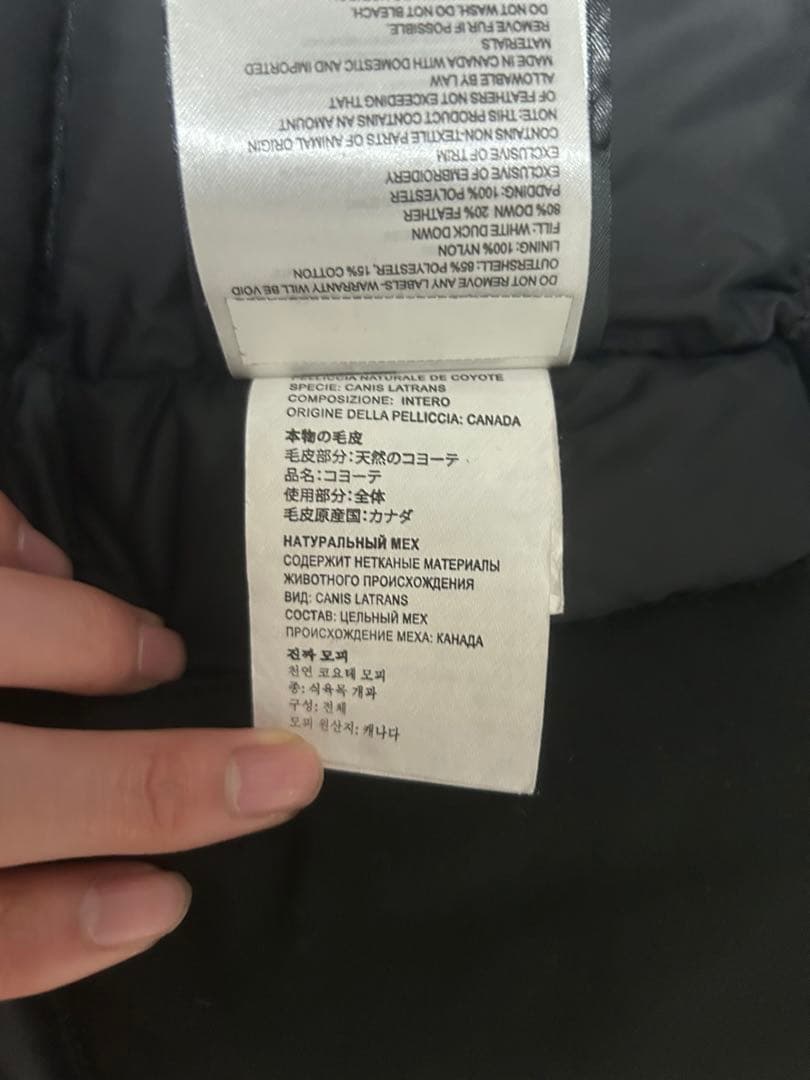 DO NOT REMOVE ANY LABELS-WARRANTY WILL BE VOID
OUTERSHELL: 85% POLYESTER, 15% COTTON
LINING: 100% NYLON
FILL: WHITE DUCK DOWN
80% DOWN 20% FEATHER
PADDING: 100% POLYESTER
EXCLUSIVE OF EMBROIDERY
EXCLUSIVE OF TRIM
CONTAINS NON-TEXTILE PARTS OF ANIMAL ORIGIN
NOTE: THIS PRODUCT CONTAINS AN AMOUNT
OF FEATHERS NOT EXCEEDING THAT
ALLOWABLE BY LAW
MADE IN CANADA WITH DOMESTIC AND IMPORTED
MATERIALS
REMOVE FUR IF POSSIBLE.
DO NOT WASH. DO NOT BLEACH.
PELLICCIA NATURALE DE COYOTE
SPECIE: CANIS LATRANS
COMPOSIZIONE: INTERO
ORIGINE DELLA PELLICCIA: CANADA
本物の毛皮
毛皮部分:天然のコヨーテ
品名:コヨーテ
使用部分:全体
毛皮原産国:カナダ
НАТУРАЛЬНЫЙ МЕХ
СОДЕРЖИТ НЕТКАНЫЕ МАТЕРИАЛЫ
ЖИВОТНОГО ПРОИСХОЖДЕНИЯ
ВИД: CANIS LATRANS
СОСТАВ: ЦЕЛЬНЫЙ МЕХ
ПРОИСХОЖДЕНИЕ МЕХА: КАНАДА
진짜 모피
천연 코요테 모피
종: 식육목 개과
구성: 전체
모피 원산지: 캐나다